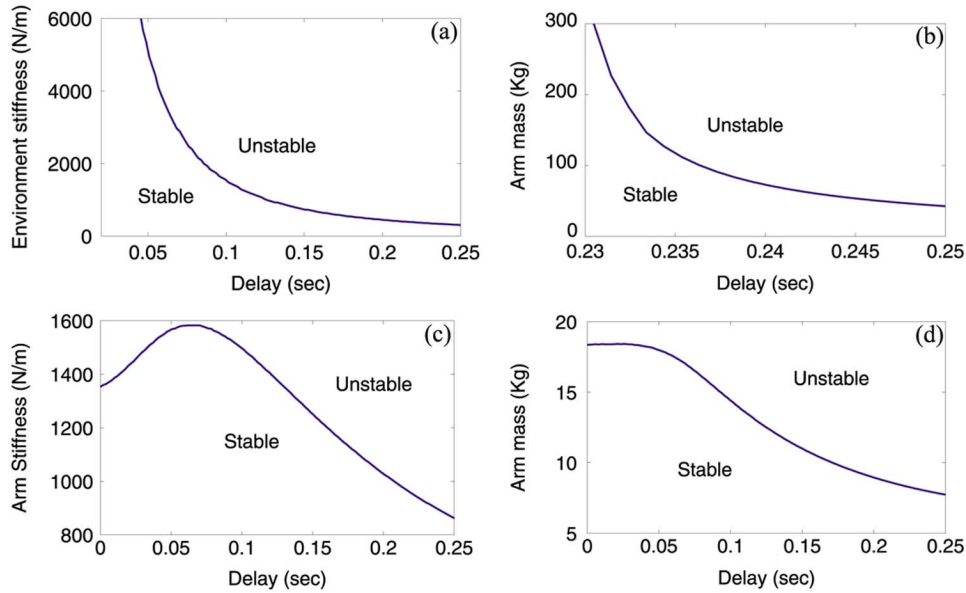 (a)
Environment stiffness (N/m)
6000
4000
2000
0
Unstable
Stable
0.05 0.1 0.15 0.2 0.25
Delay (sec)
(b)
Arm mass (Kg)
300
200
100
0
Unstable
Stable
0.23 0.235 0.24 0.245 0.25
Delay (sec)
(c)
Arm Stiffness (N/m)
1600
1400
1200
1000
800
Unstable
Stable
0 0.05 0.1 0.15 0.2 0.25
Delay (sec)
(d)
Arm mass (Kg)
20
15
10
5
Unstable
Stable
0 0.05 0.1 0.15 0.2 0.25
Delay (sec)